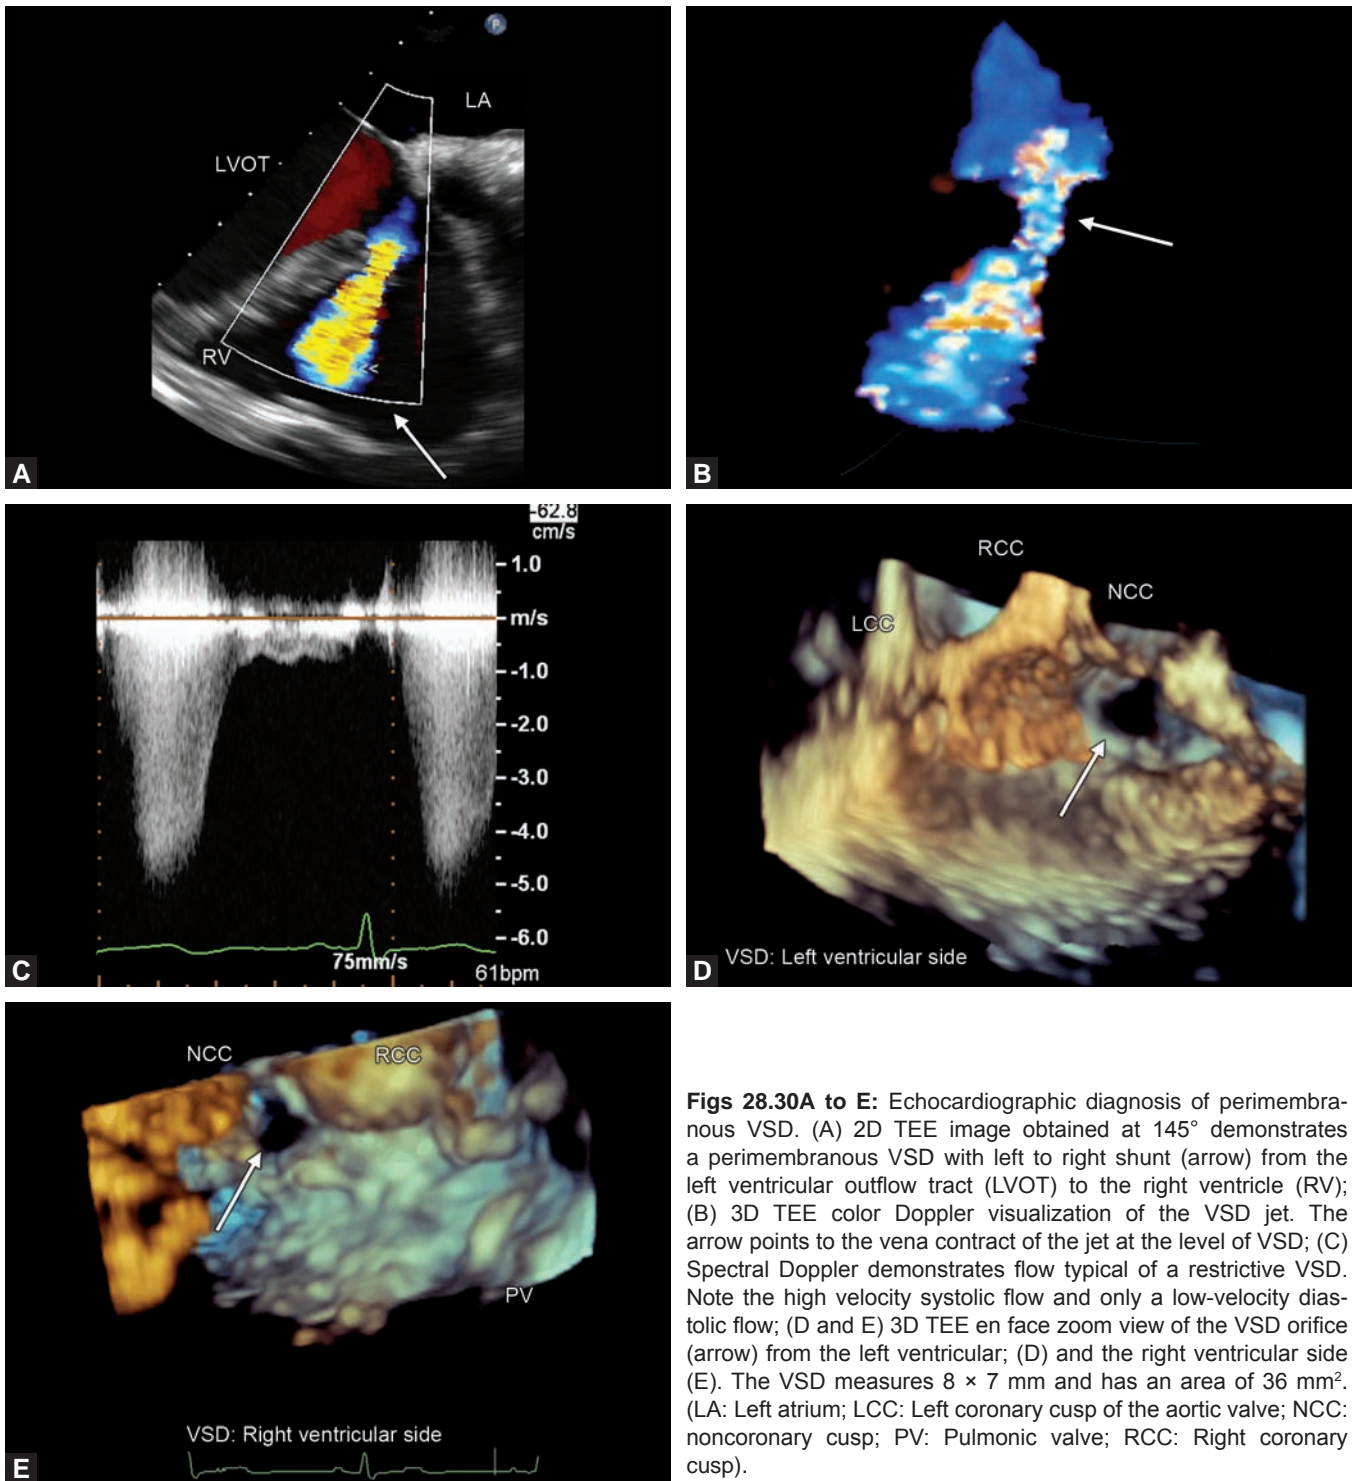 P
LA
LVOT
RV
<<
A
B
-62.8
cm/s
1.0
m/s
-1.0
-2.0
-3.0
-4.0
-5.0
-6.0
75mm/s
61bpm
C
RCC
NCC
LCC
VSD: Left ventricular side
D
NCC
RCC
PV
VSD: Right ventricular side
E
Figs 28.30A to E: Echocardiographic diagnosis of perimembra-
nous VSD. (A) 2D TEE image obtained at 145° demonstrates
a perimembranous VSD with left to right shunt (arrow) from the
left ventricular outflow tract (LVOT) to the right ventricle (RV);
(B) 3D TEE color Doppler visualization of the VSD jet. The
arrow points to the vena contract of the jet at the level of VSD; (C)
Spectral Doppler demonstrates flow typical of a restrictive VSD.
Note the high velocity systolic flow and only a low-velocity dias-
tolic flow; (D and E) 3D TEE en face zoom view of the VSD orifice
(arrow) from the left ventricular; (D) and the right ventricular side
(E). The VSD measures 8 × 7 mm and has an area of 36 mm².
(LA: Left atrium; LCC: Left coronary cusp of the aortic valve; NCC:
noncoronary cusp; PV: Pulmonic valve; RCC: Right coronary
cusp).